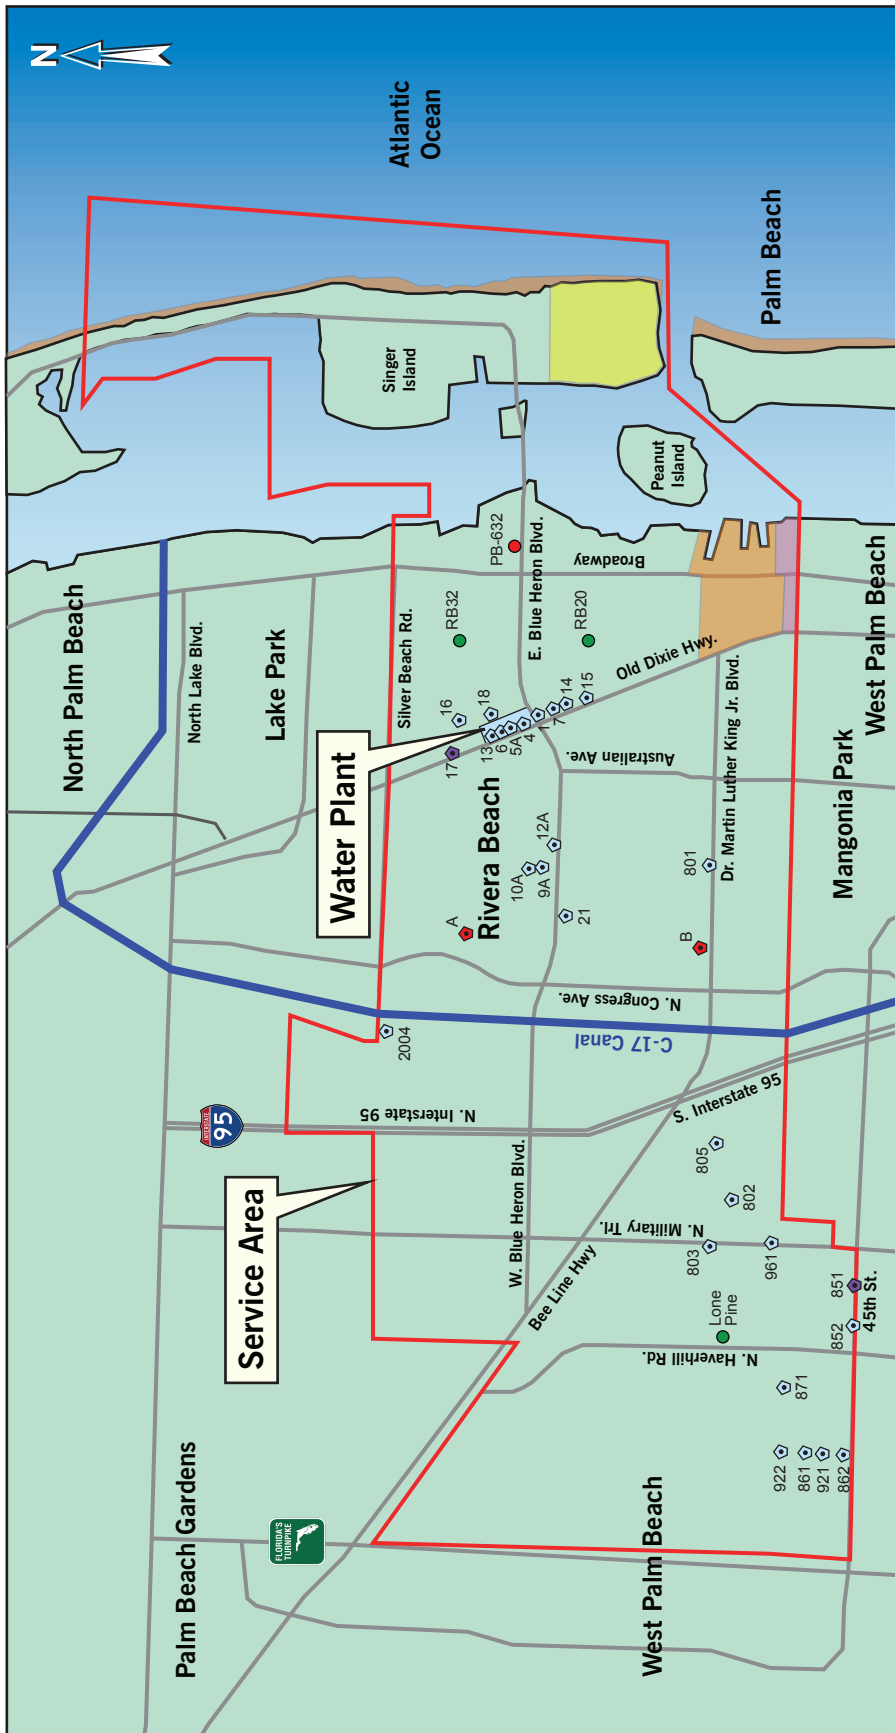 N
Atlantic
Ocean
Palm Beach
Singer
Island
Peanut
Island
PB-632
E. Blue Heron Blvd.
Broadway
North Palm Beach
North Lake Blvd.
Lake Park
Silver Beach Rd.
RB32
RB20
Old Dixie Hwy.
West Palm Beach
16
18
17
13
6
5A
4
1
7
14
15
Water Plant
Australian Ave.
Dr. Martin Luther King Jr. Blvd.
Mangonia Park
Rivera Beach
10A
9A
12A
21
801
A
B
N. Congress Ave.
C-17 Canal
2004
INTERSTATE
95
N. Interstate 95
S. Interstate 95
805
802
Service Area
W. Blue Heron Blvd.
N. Military Trl.
Bee Line Hwy
803
961
851
852
45th St.
Lone
Pine
N. Haverhill Rd.
871
922
861
921
862
Palm Beach Gardens
FLORIDA'S
TURNPIKE
West Palm Beach